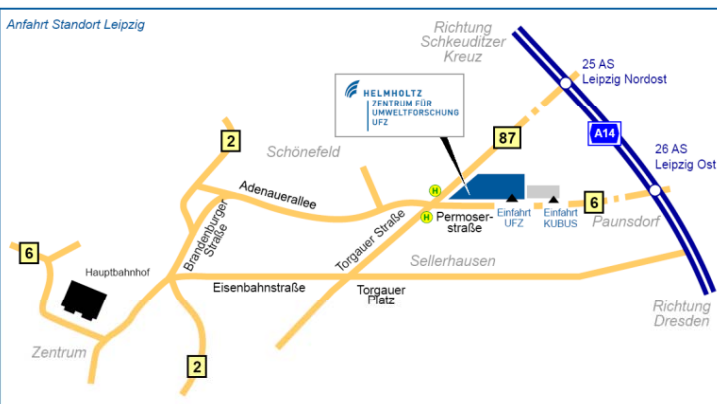 Anfahrt Standort Leipzig
Richtung
Schkeuditzer
Kreuz
25 AS
Leipzig Nordost
HELMHOLTZ
ZENTRUM FÜR
UMWELTFORSCHUNG
UFZ
87
A14
2
Schönefeld
26 AS
Leipzig Ost
Adenauerallee
H
H
Permoser-
straße
Einfahrt
UFZ
Einfahrt
KUBUS
6
Paunsdorf
Brandenburger
Straße
Torgauer Straße
6
Hauptbahnhof
Sellerhausen
Eisenbahnstraße
Torgauer
Platz
Richtung
Dresden
Zentrum
2